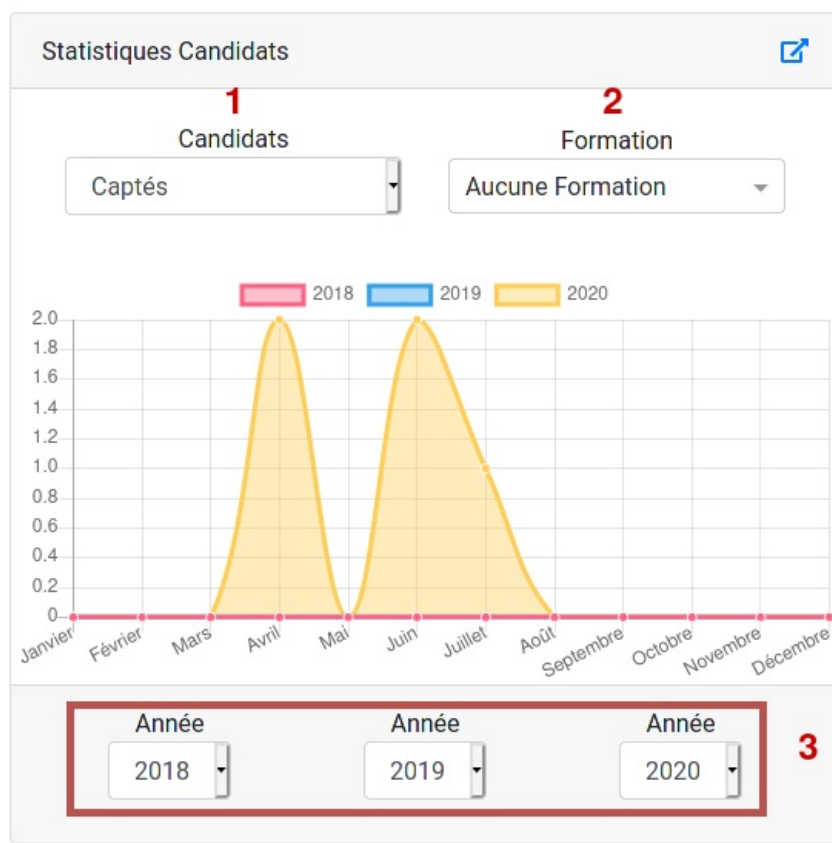 Statistiques Candidats
1 2
Candidats Formation
Captés Aucune Formation
2018 2019 2020
2.0
1.8
1.6
1.4
1.2
1.0
0.8
0.6
0.4
0.2
0
Janvier Février Mars Avril Mai Juin Juillet Août Septembre Octobre Novembre Décembre
Année Année Année
2018 2019 2020 3